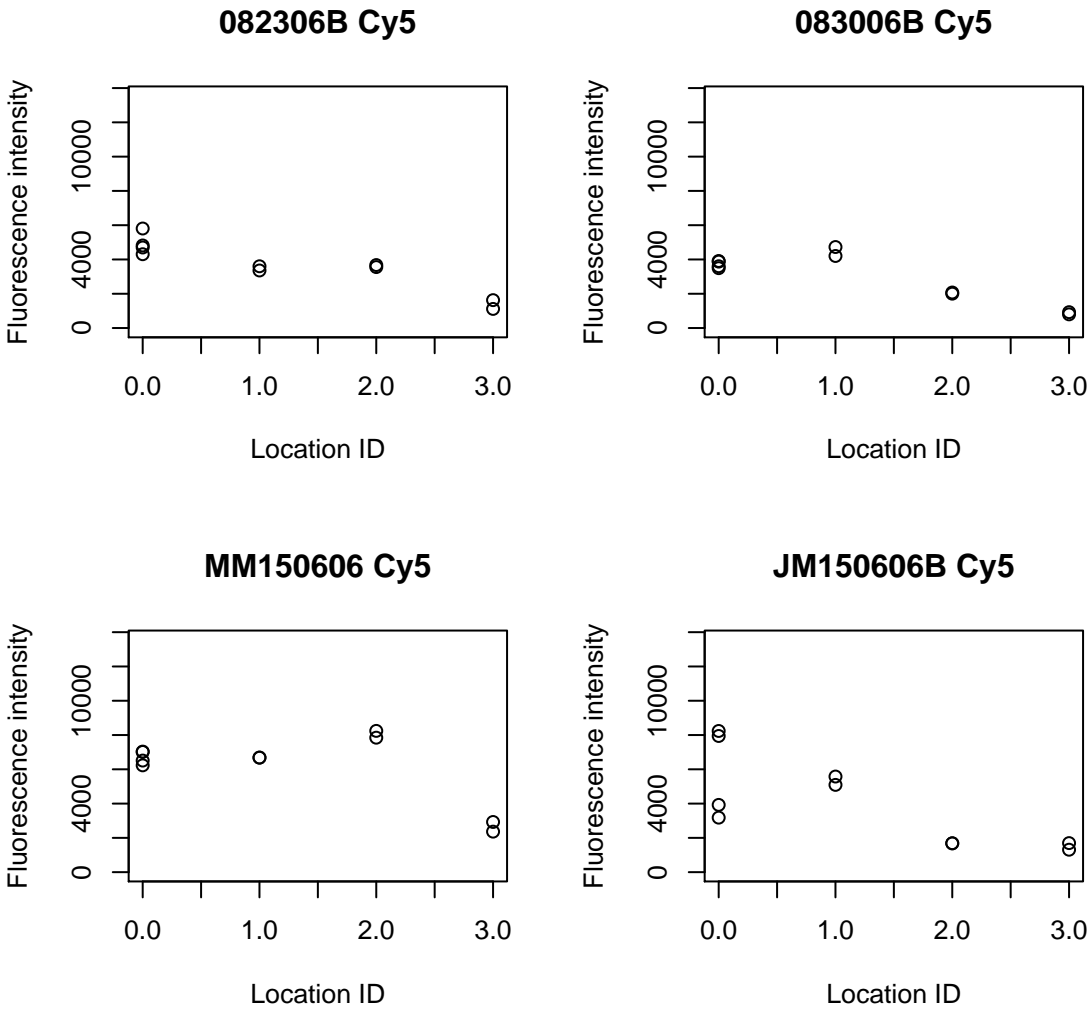 082306B Cy5
Fluorescence intensity
0 4000 10000
0.0 1.0 2.0 3.0
Location ID
083006B Cy5
Fluorescence intensity
0 4000 10000
0.0 1.0 2.0 3.0
Location ID
MM150606 Cy5
Fluorescence intensity
0 4000 10000
0.0 1.0 2.0 3.0
Location ID
JM150606B Cy5
Fluorescence intensity
0 4000 10000
0.0 1.0 2.0 3.0
Location ID